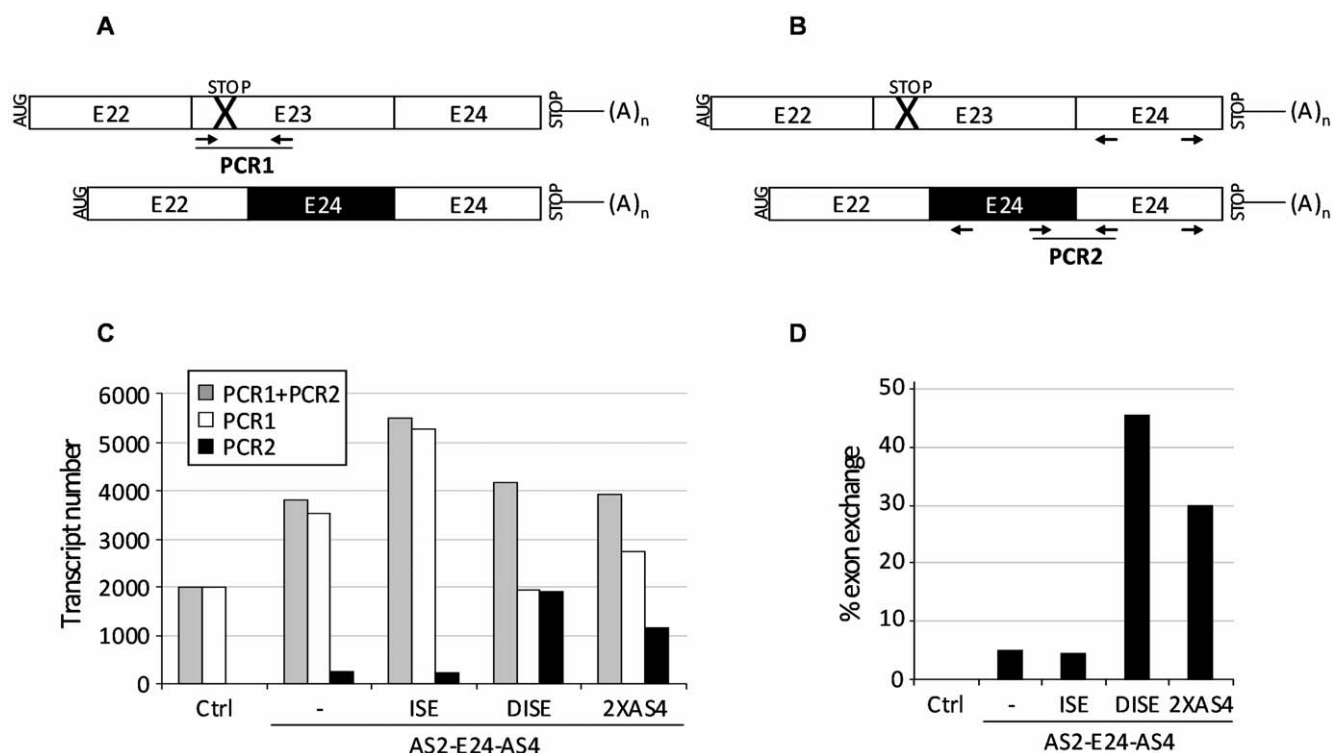 A
B
STOP
AUG E22 E23 E24 STOP (A)n
PCR1
AUG E22 E24 E24 STOP (A)n
STOP
AUG E22 E23 E24 STOP (A)n
AUG E22 E24 E24 STOP (A)n
PCR2
C
Transcript number
6000
5000
4000
3000
2000
1000
0
PCR1+PCR2
PCR1
PCR2
Ctrl - ISE DISE 2XAS4
AS2-E24-AS4
D
% exon exchange
50
40
30
20
10
0
Ctrl - ISE DISE 2XAS4
AS2-E24-AS4